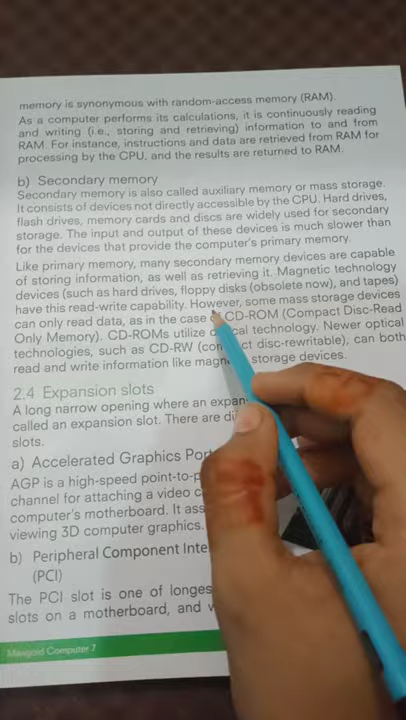 memory is synonymous with random-access memory (RAM).
As a computer performs its calculations, it is continuously reading
and writing (i.e., storing and retrieving) information to and from
RAM. For instance, instructions and data are retrieved from RAM for
processing by the CPU, and the results are returned to RAM.
b) Secondary memory
Secondary memory is also called auxiliary memory or mass storage.
It consists of devices not directly accessible by the CPU. Hard drives,
flash drives, memory cards and discs are widely used for secondary
storage. The input and output of these devices is much slower than
for the devices that provide the computer's primary memory.
Like primary memory, many secondary memory devices are capable
of storing information, as well as retrieving it. Magnetic technology
devices (such as hard drives, floppy disks (obsolete now), and tapes)
have this read-write capability. However, some mass storage devices
can only read data, as in the case CD-ROM (Compact Disc-Read
Only Memory). CD-ROMs utilize technology. Newer optical
technologies, such as CD-RW disc-rewritable), can both
read and write information like storage devices.
2.4 Expansion slots
A long narrow opening where an
called an expansion slot. There are
slots.
a) Accelerated Graphics
AGP is a high-speed
channel for attaching a video
computer's motherboard. It
viewing 3D computer graphics.
b) Peripheral Component
(PCI)
The PCI slot is one of
slots on a motherboard, and
Marigold Computer 7